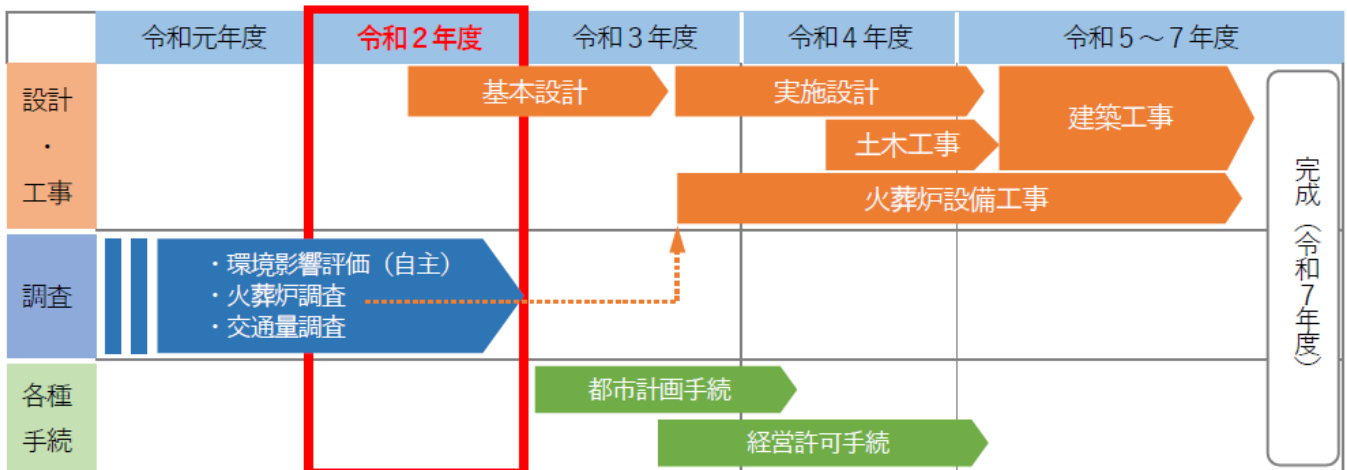 令和元年度
令和２年度
令和３年度
令和４年度
令和５～７年度
設計
・
工事
基本設計
実施設計
土木工事
建築工事
火葬炉設備工事
調査
・環境影響評価（自主）
・火葬炉調査
・交通量調査
各種
手続
都市計画手続
経営許可手続
完成（令和７年度）